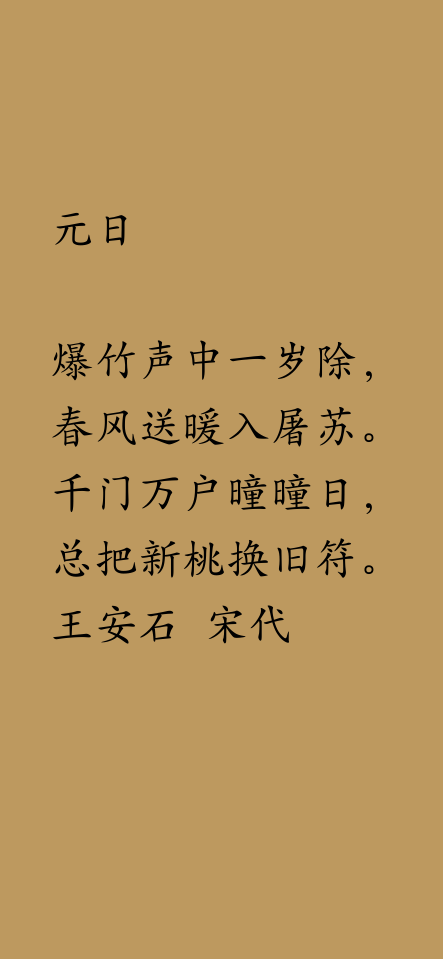 元日
爆竹声中一岁除，
春风送暖入屠苏。
千门万户曈曈日，
总把新桃换旧符。
王安石 宋代